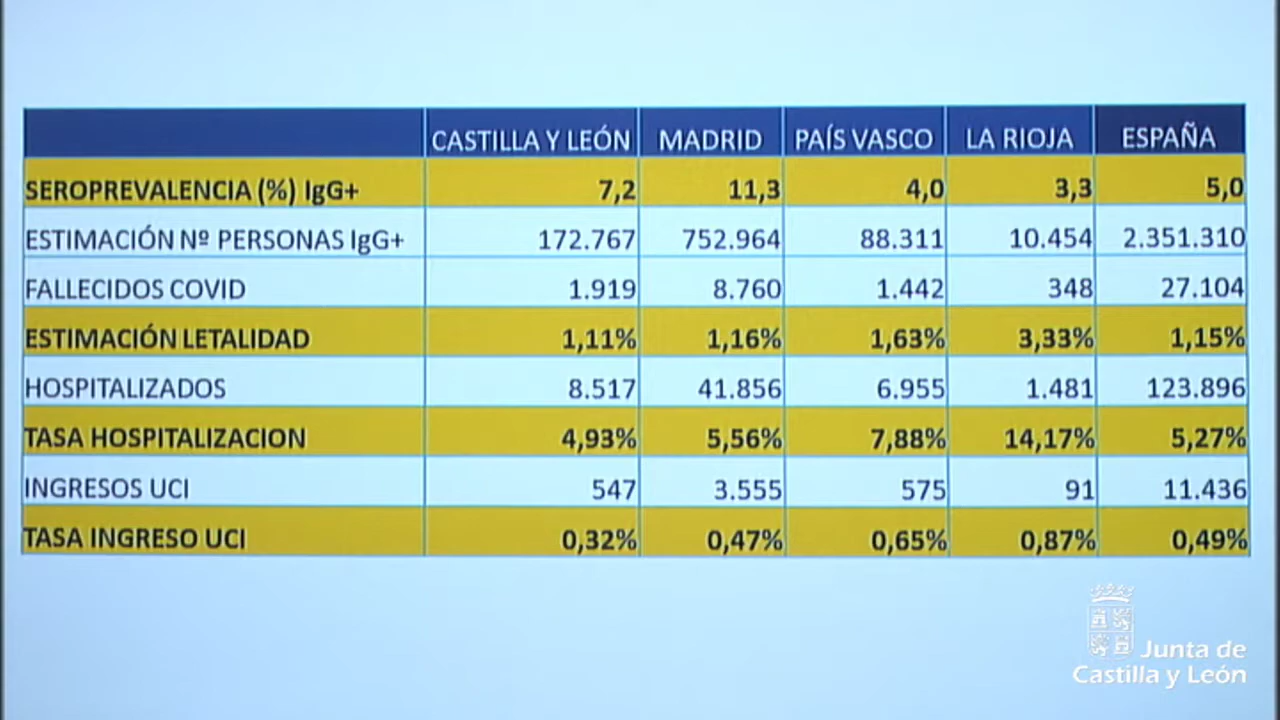 CASTILLA Y LEÓN MADRID PAÍS VASCO LA RIOJA ESPAÑA
SEROPREVALENCIA (%) IgG+ 7,2 11,3 4,0 3,3 5,0
ESTIMACIÓN Nº PERSONAS IgG+ 172.767 752.964 88.311 10.454 2.351.310
FALLECIDOS COVID 1.919 8.760 1.442 348 27.104
ESTIMACIÓN LETALIDAD 1,11% 1,16% 1,63% 3,33% 1,15%
HOSPITALIZADOS 8.517 41.856 6.955 1.481 123.896
TASA HOSPITALIZACION 4,93% 5,56% 7,88% 14,17% 5,27%
INGRESOS UCI 547 3.555 575 91 11.436
TASA INGRESO UCI 0,32% 0,47% 0,65% 0,87% 0,49%
Junta de
Castilla y León